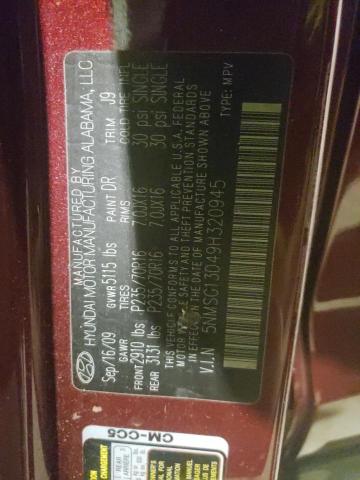 MANUFACTURED BY
HYUNDAI MOTOR MANUFACTURING ALABAMA, LLC
Sep/16/09 GVWR 5115 lbs PAINT DR TRIM J9
GAWR TIRES RIMS COLD TIRE INFL
FRONT 2910 lbs P235/70R16 7.0JX16 30 psi SINGLE
REAR 3131 lbs P235/70R16 7.0JX16 30 psi SINGLE
THIS VEHICLE CONFORMS TO ALL APPLICABLE U.S.A. FEDERAL
MOTOR VEHICLE SAFETY AND THEFT PREVENTION STANDARDS
IN EFFECT ON THE DATE OF MANUFACTURE SHOWN ABOVE
V.I.N 5NMSG13D49H320945 TYPE: MPV
CM-CC5
REAR